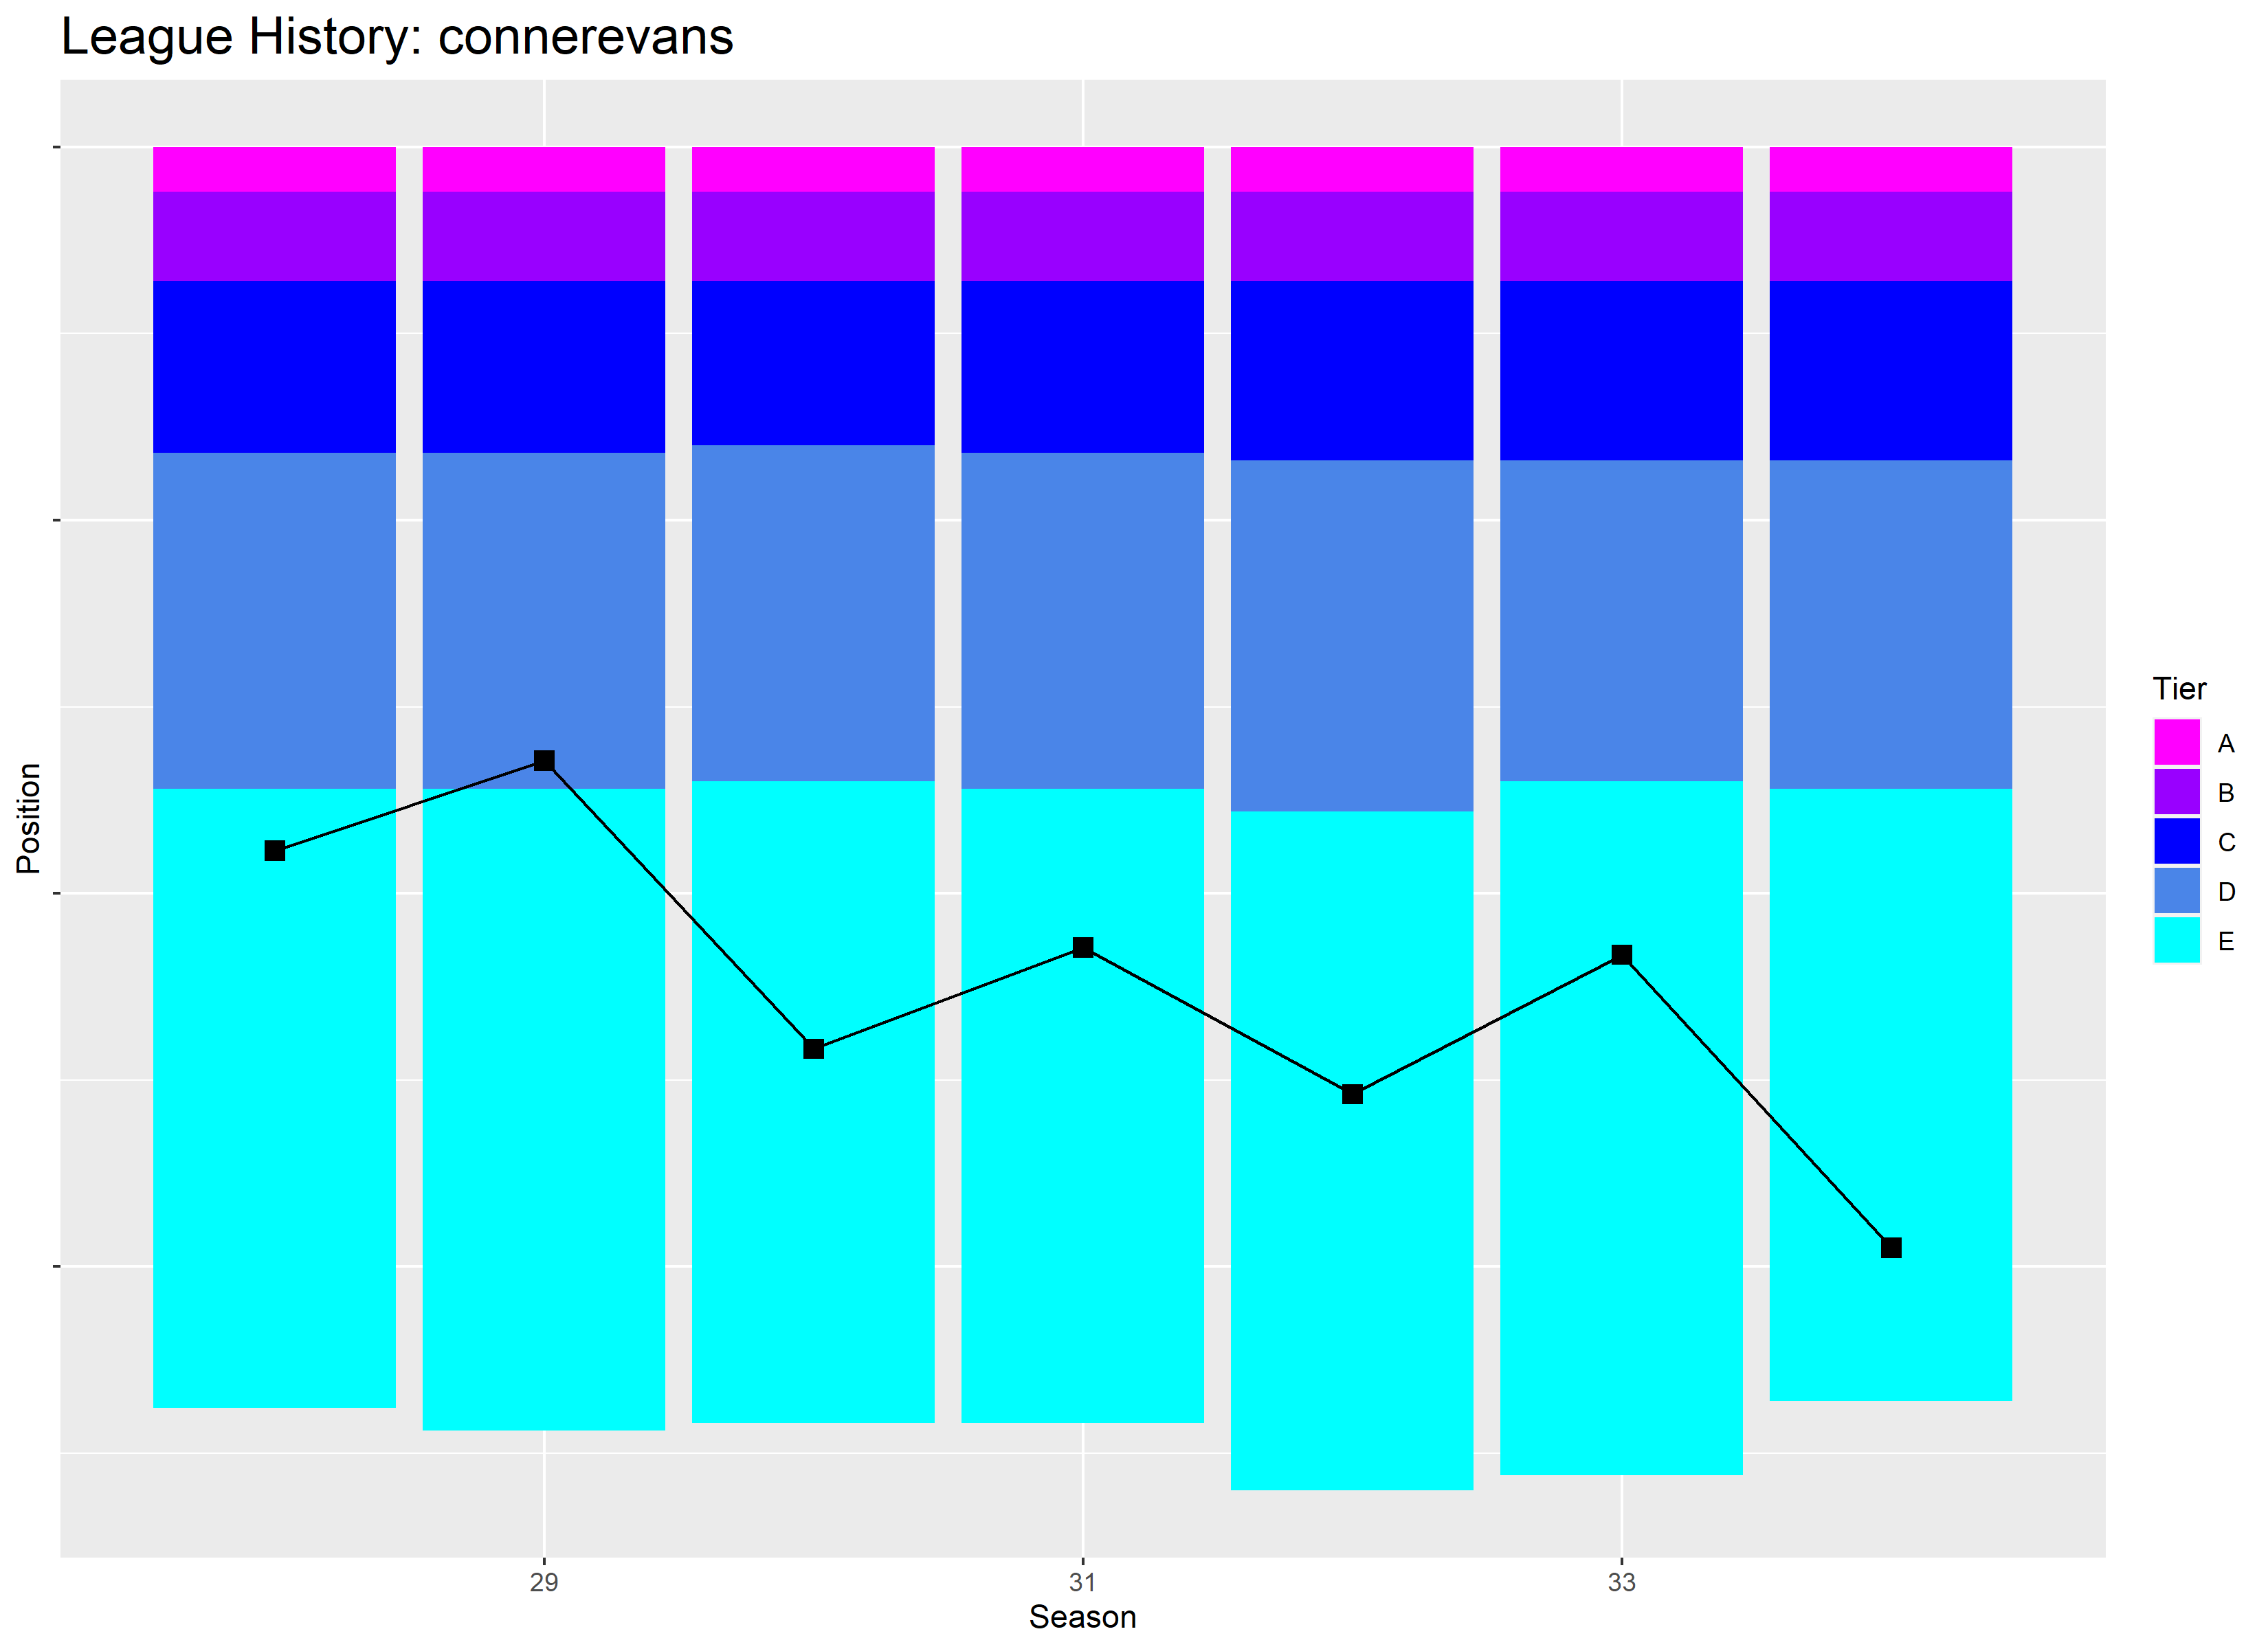 League History: connerevans
Position
Tier
A
B
C
D
E
29
31
33
Season